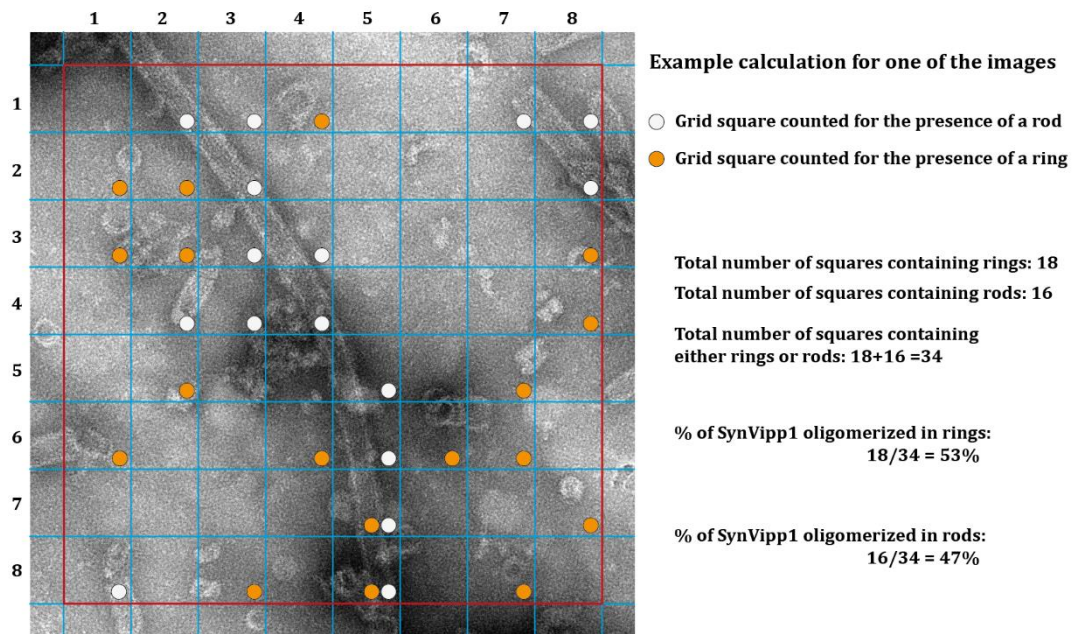 1 2 3 4 5 6 7 8
1
2
3
4
5
6
7
8
Example calculation for one of the images
Grid square counted for the presence of a rod
Grid square counted for the presence of a ring
Total number of squares containing rings: 18
Total number of squares containing rods: 16
Total number of squares containing
either rings or rods: 18+16 =34
% of SynVipp1 oligomerized in rings:
18/34 = 53%
% of SynVipp1 oligomerized in rods:
16/34 = 47%